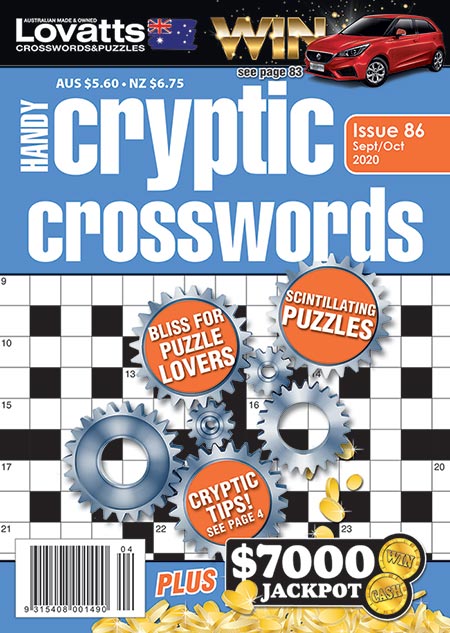 AUSTRALIAN MADE & OWNED
Lovatts
CROSSWORDS&PUZZLES
WIN
see page 83
AUS $5.60 • NZ $6.75
HANDY
cryptic
crosswords
Issue 86
Sept/Oct
2020
9
10
13
15
16
17
20
21
22
23
BLISS FOR
PUZZLE
LOVERS
SCINTILLATING
PUZZLES
CRYPTIC
TIPS!
SEE PAGE 4
04
9 315408 001490
PLUS
$7000
JACKPOT
WIN
CASH